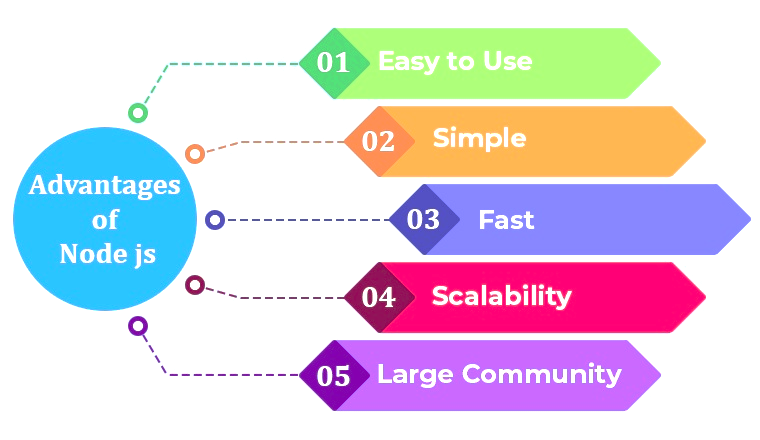 Advantages
of
Node js
01 Easy to Use
02 Simple
03 Fast
04 Scalability
05 Large Community